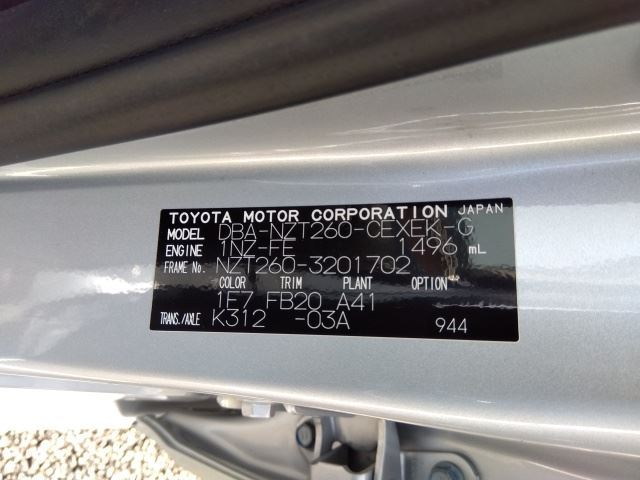 TOYOTA MOTOR CORPORATION JAPAN
MODEL DBA-NZT260-CEXEK-G
ENGINE 1NZ-FE 1496 mL
FRAME No. NZT260-3201702
COLOR TRIM PLANT OPTION
1F7 FB20 A41
TRANS./AXLE K312 -03A 944